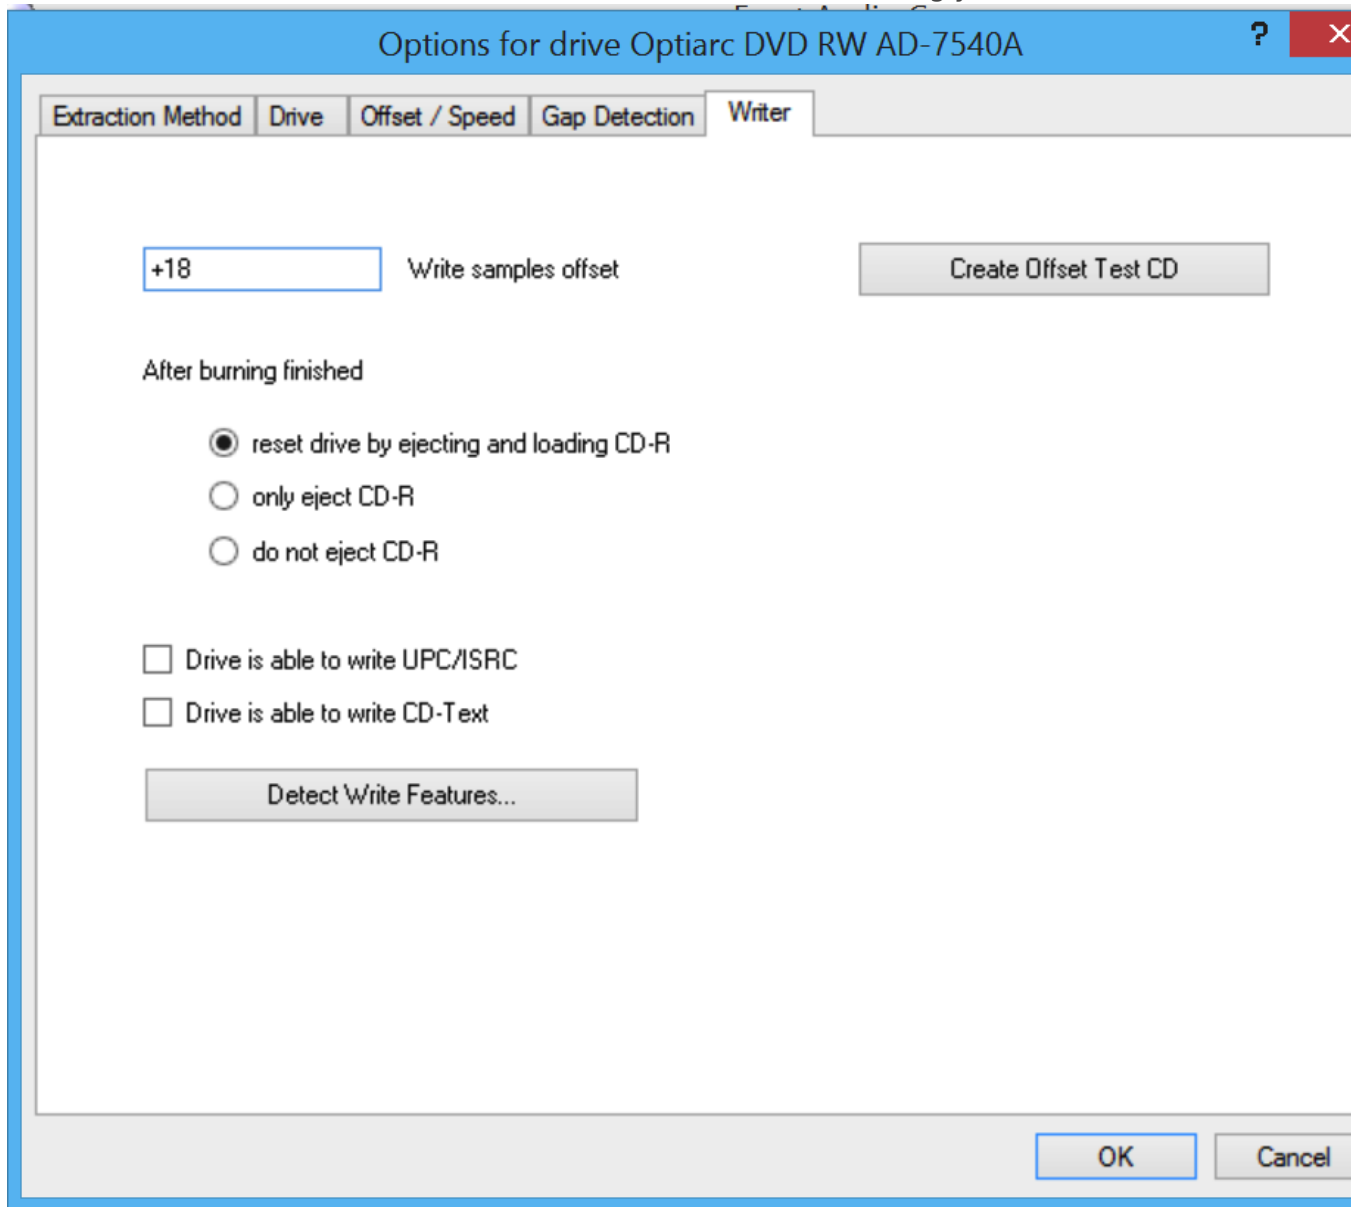 Options for drive Optiarc DVD RW AD-7540A ?
Extraction Method Drive Offset / Speed Gap Detection Writer
+18 Write samples offset Create Offset Test CD
After burning finished
reset drive by ejecting and loading CD-R
only eject CD-R
do not eject CD-R
Drive is able to write UPC/ISRC
Drive is able to write CD-Text
Detect Write Features...
OK Cancel